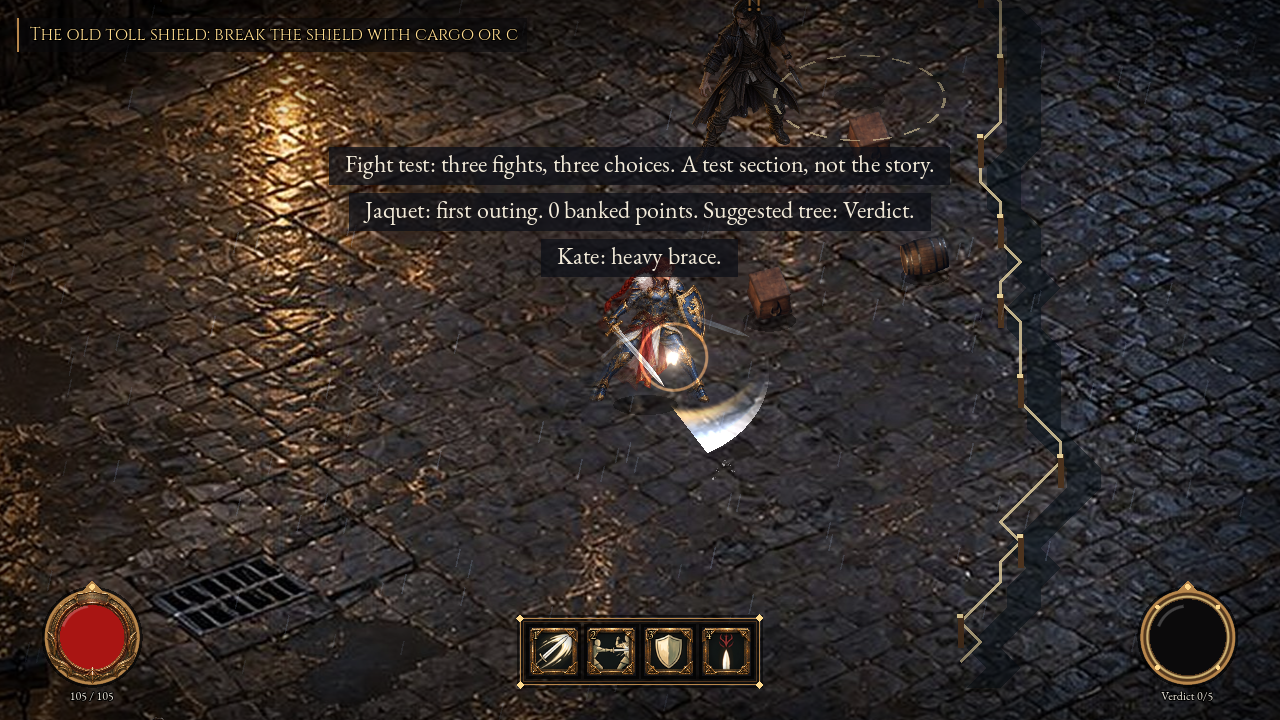 The old toll shield: break the shield with cargo or c
Fight test: three fights, three choices. A test section, not the story.
Jaquet: first outing. 0 banked points. Suggested tree: Verdict.
Kate: heavy brace.
105 / 105
Verdict 0/5